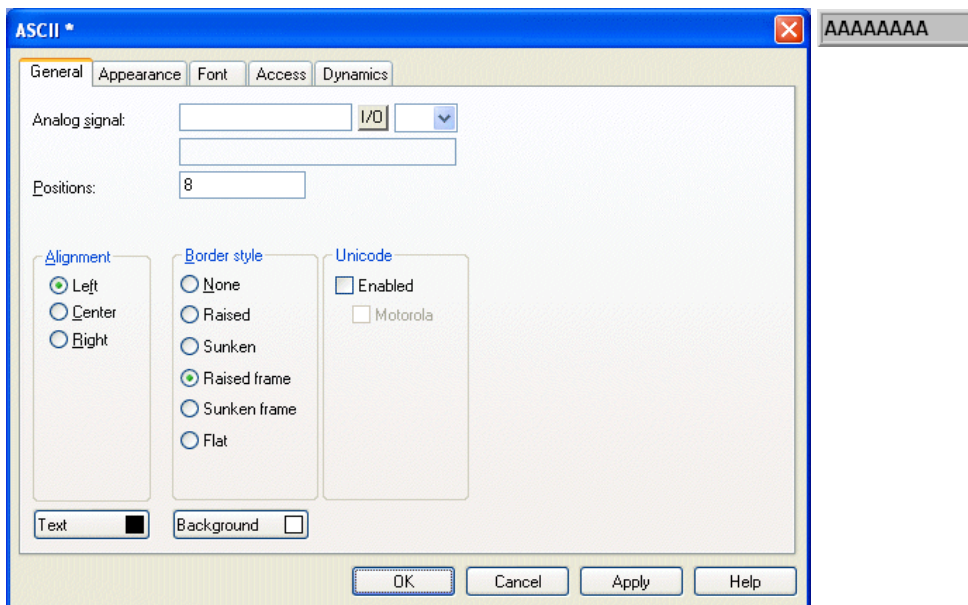 ASCII *
AAAAAAAA
General Appearance Font Access Dynamics
Analog signal: I/O
Positions: 8
Alignment Border style Unicode
Left None Enabled
Center Raised Motorola
Right Sunken
Raised frame
Sunken frame
Flat
Text Background
OK Cancel Apply Help